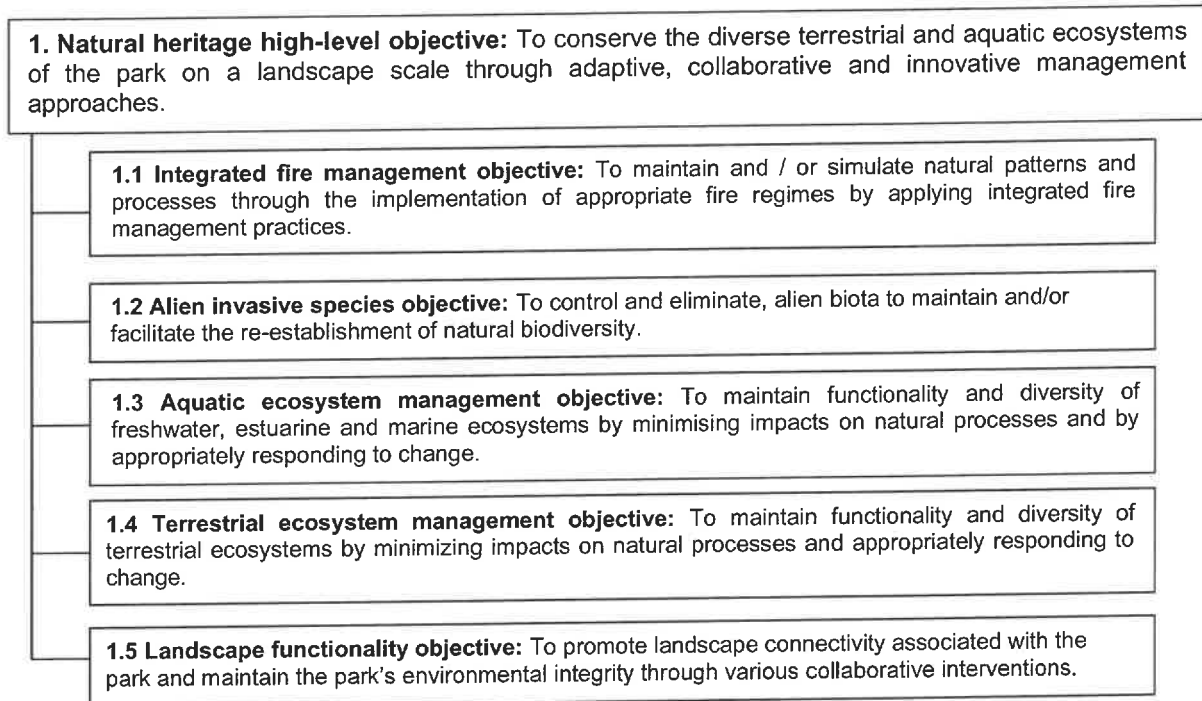 1. Natural heritage high-level objective: To conserve the diverse terrestrial and aquatic ecosystems
of the park on a landscape scale through adaptive, collaborative and innovative management
approaches.
1.1 Integrated fire management objective: To maintain and / or simulate natural patterns and
processes through the implementation of appropriate fire regimes by applying integrated fire
management practices.
1.2 Alien invasive species objective: To control and eliminate, alien biota to maintain and/or
facilitate the re-establishment of natural biodiversity.
1.3 Aquatic ecosystem management objective: To maintain functionality and diversity of
freshwater, estuarine and marine ecosystems by minimising impacts on natural processes and by
appropriately responding to change.
1.4 Terrestrial ecosystem management objective: To maintain functionality and diversity of
terrestrial ecosystems by minimizing impacts on natural processes and appropriately responding to
change.
1.5 Landscape functionality objective: To promote landscape connectivity associated with the
park and maintain the park's environmental integrity through various collaborative interventions.